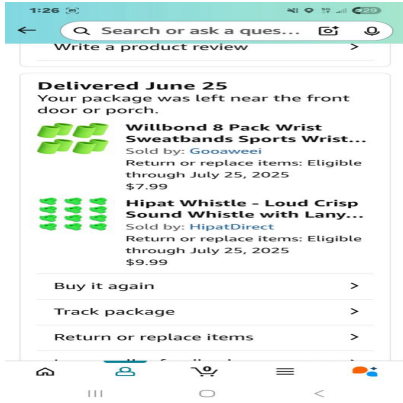 1:26
Search or ask a ques...
Write a product review
Delivered June 25
Your package was left near the front
door or porch.
Willbond 8 Pack Wrist
Sweatbands Sports Wrist...
Sold by: Gooaweei
Return or replace items: Eligible
through July 25, 2025
$7.99
Hipat Whistle - Loud Crisp
Sound Whistle with Lany...
Sold by: HipatDirect
Return or replace items: Eligible
through July 25, 2025
$9.99
Buy it again
Track package
Return or replace items
0